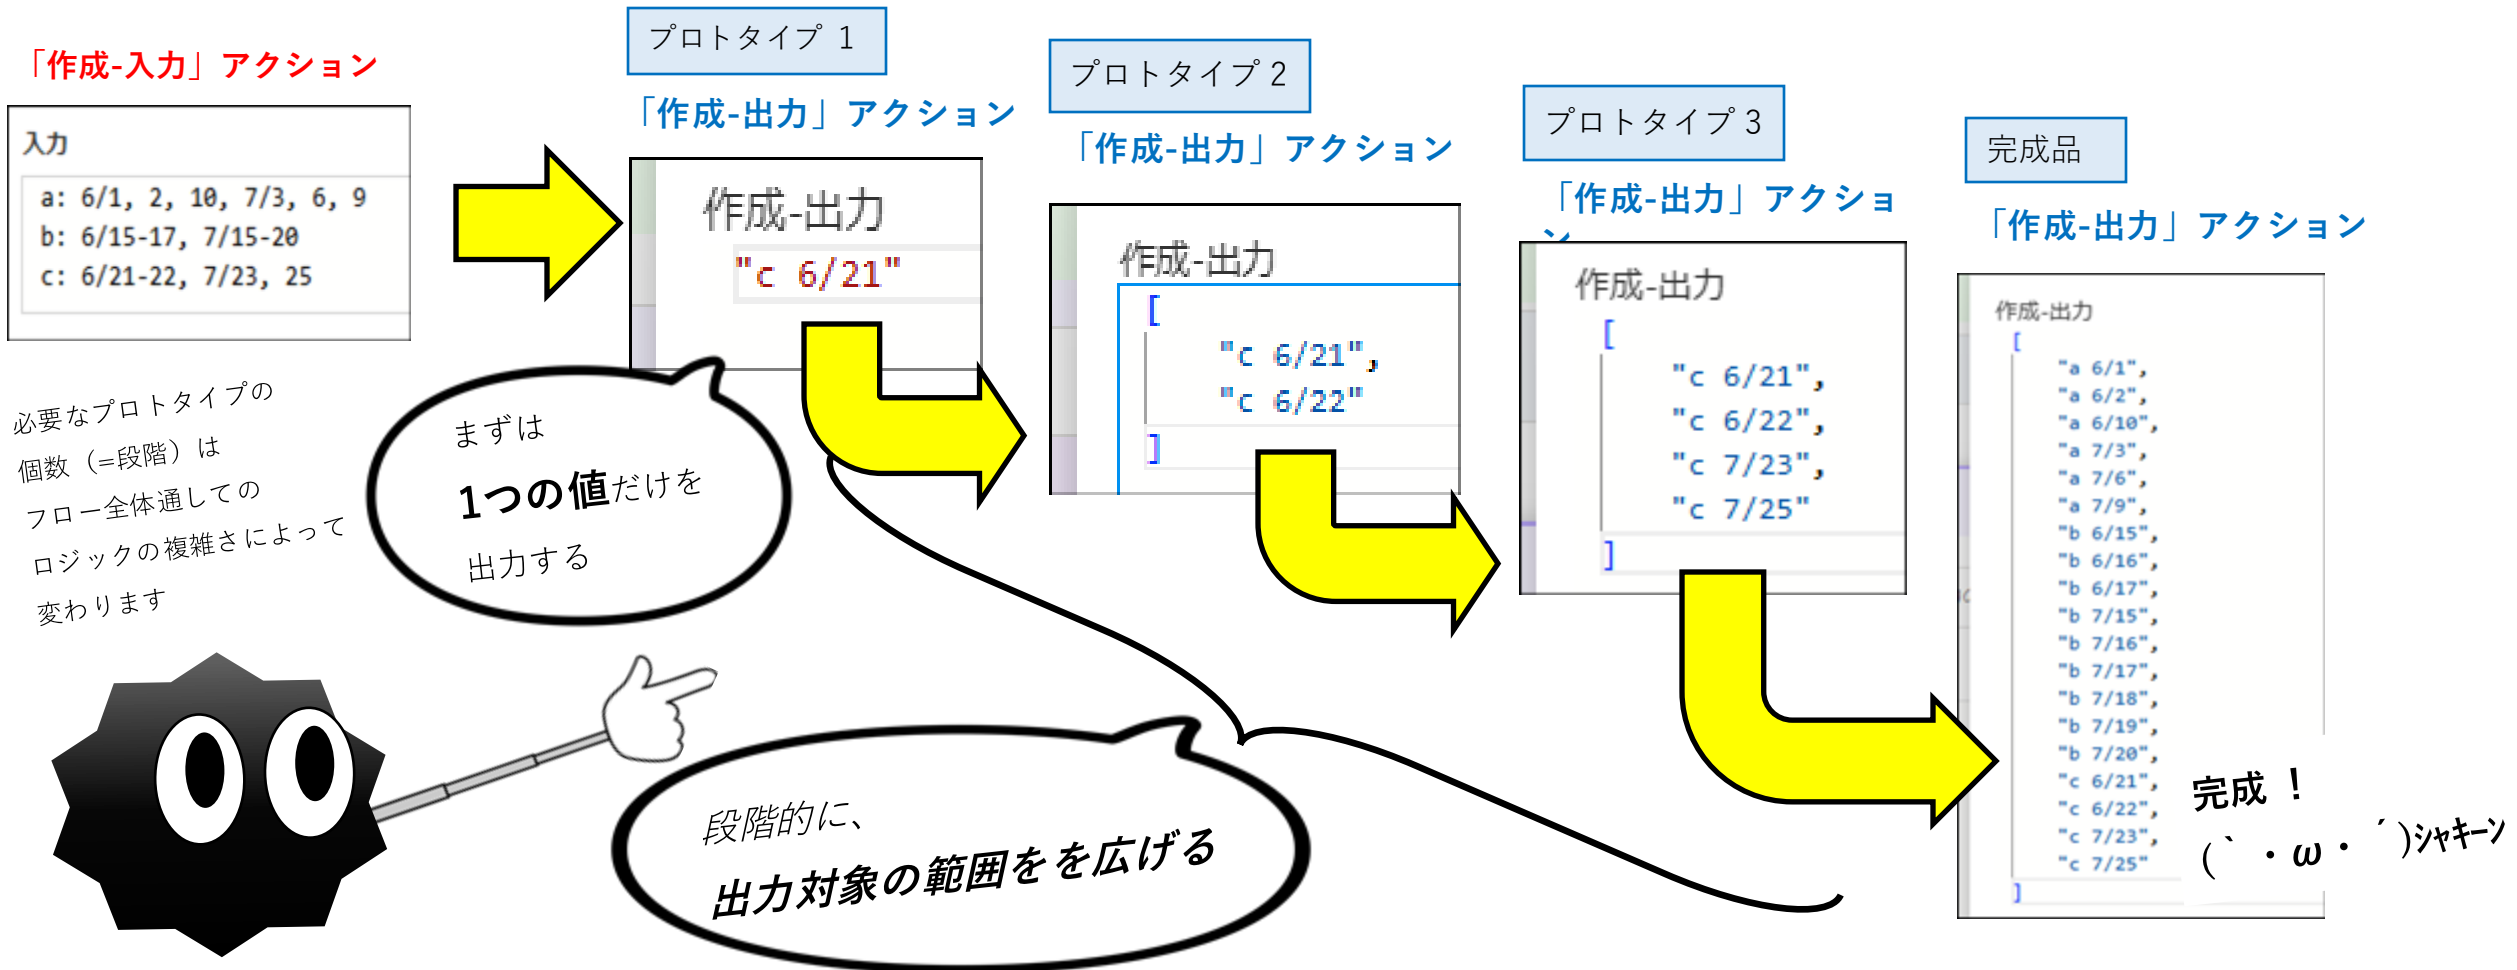 「作成-入力」アクション
入力
a: 6/1, 2, 10, 7/3, 6, 9
b: 6/15-17, 7/15-20
c: 6/21-22, 7/23, 25
必要なプロトタイプの
個数（=段階）は
フロー全体通しての
ロジックの複雑さによって
変わります
プロトタイプ 1
「作成-出力」アクション
作成-出力
"c 6/21"
まずは
1つの値だけを
出力する
プロトタイプ 2
「作成-出力」アクション
作成-出力
[
"c 6/21",
"c 6/22"
]
段階的に、
出力対象の範囲をを広げる
プロトタイプ 3
「作成-出力」アクショ
ン
作成-出力
[
"c 6/21",
"c 6/22",
"c 7/23",
"c 7/25"
]
完成品
「作成-出力」アクション
作成-出力
[
"a 6/1",
"a 6/2",
"a 6/10",
"a 7/3",
"a 7/6",
"a 7/9",
"b 6/15",
"b 6/16",
"b 6/17",
"b 7/15",
"b 7/16",
"b 7/17",
"b 7/18",
"b 7/19",
"b 7/20",
"c 6/21",
"c 6/22",
"c 7/23",
"c 7/25"
]
完成 ！
(｀・ω・´)ｼｬｷｰﾝ